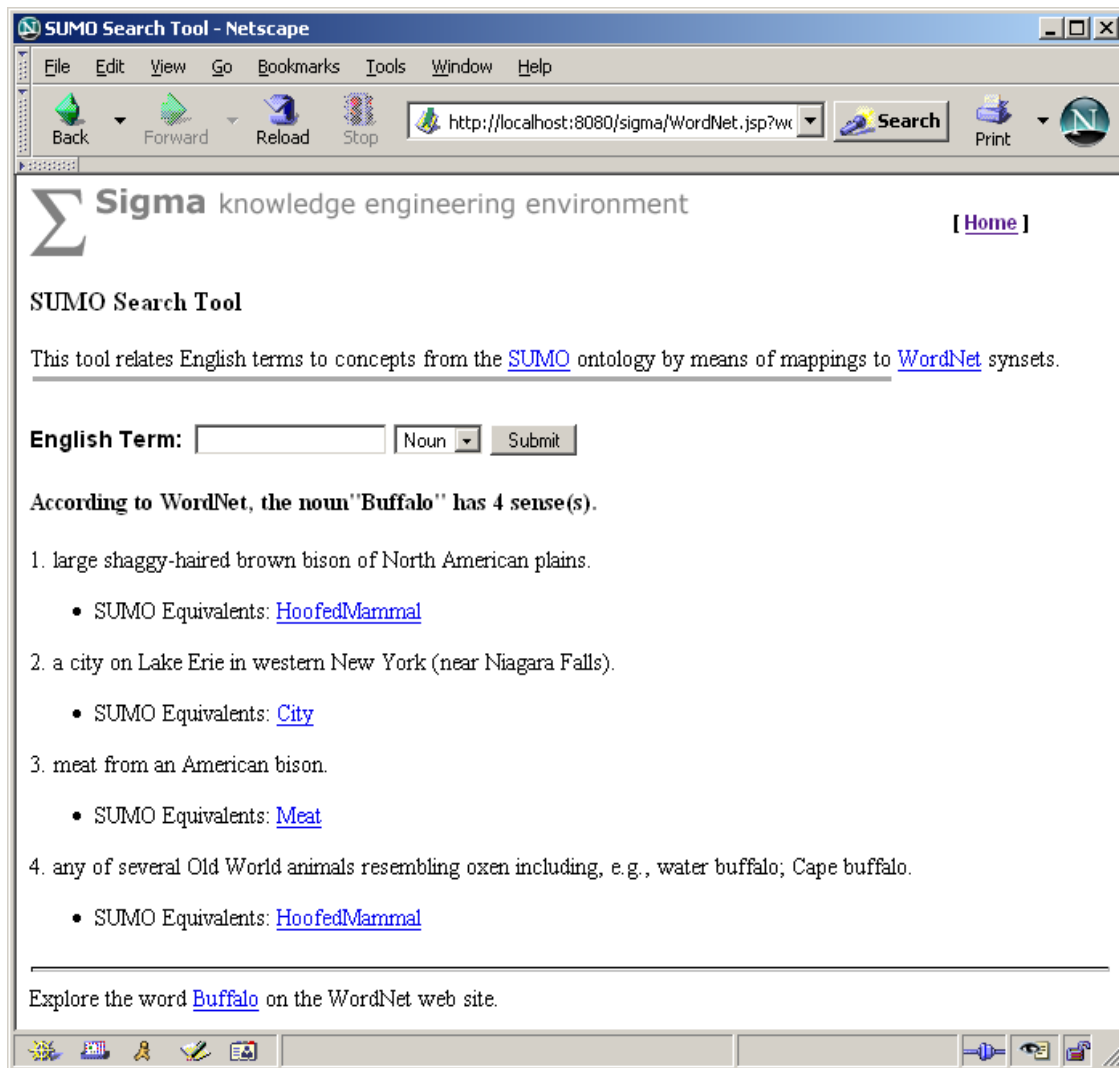 SUMO Search Tool - Netscape
File Edit View Go Bookmarks Tools Window Help
Back Forward Reload Stop http://localhost:8080/sigma/WordNet.jsp?wo Search Print N
Σ Sigma knowledge engineering environment
[ Home ]
SUMO Search Tool
This tool relates English terms to concepts from the SUMO ontology by means of mappings to WordNet synsets.
English Term: Noun Submit
According to WordNet, the noun"Buffalo" has 4 sense(s).
1. large shaggy-haired brown bison of North American plains.
• SUMO Equivalents: HoofedMammal
2. a city on Lake Erie in western New York (near Niagara Falls).
• SUMO Equivalents: City
3. meat from an American bison.
• SUMO Equivalents: Meat
4. any of several Old World animals resembling oxen including, e.g., water buffalo; Cape buffalo.
• SUMO Equivalents: HoofedMammal
Explore the word Buffalo on the WordNet web site.